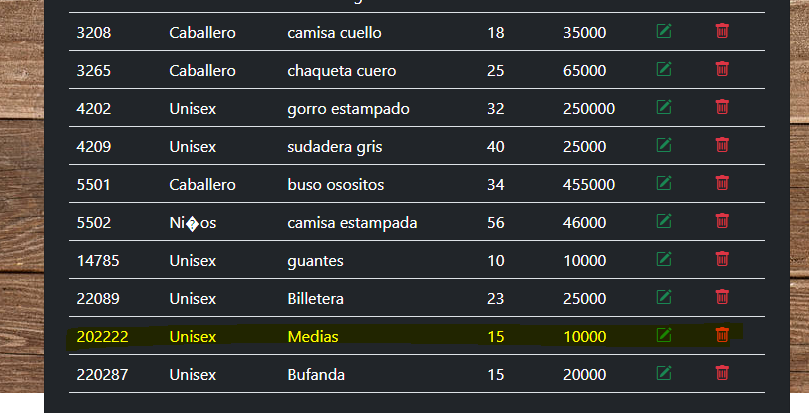 3208 Caballero camisa cuello 18 35000
3265 Caballero chaqueta cuero 25 65000
4202 Unisex gorro estampado 32 250000
4209 Unisex sudadera gris 40 25000
5501 Caballero buso osositos 34 455000
5502 Ni�os camisa estampada 56 46000
14785 Unisex guantes 10 10000
22089 Unisex Billetera 23 25000
202222 Unisex Medias 15 10000
220287 Unisex Bufanda 15 20000